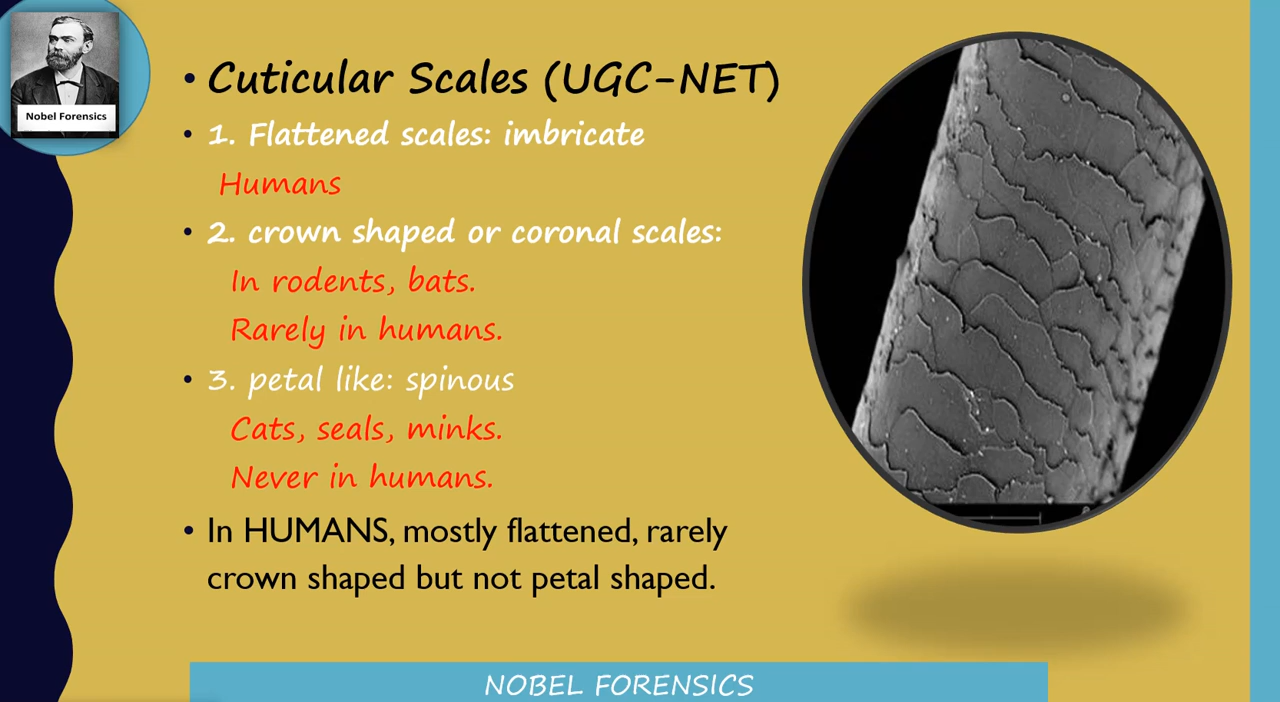 Nobel Forensics
• Cuticular Scales (UGC-NET)
• 1. Flattened scales: imbricate
Humans
• 2. crown shaped or coronal scales:
In rodents, bats.
Rarely in humans.
• 3. petal like: spinous
Cats, seals, minks.
Never in humans.
• In HUMANS, mostly flattened, rarely
crown shaped but not petal shaped.
NOBEL FORENSICS